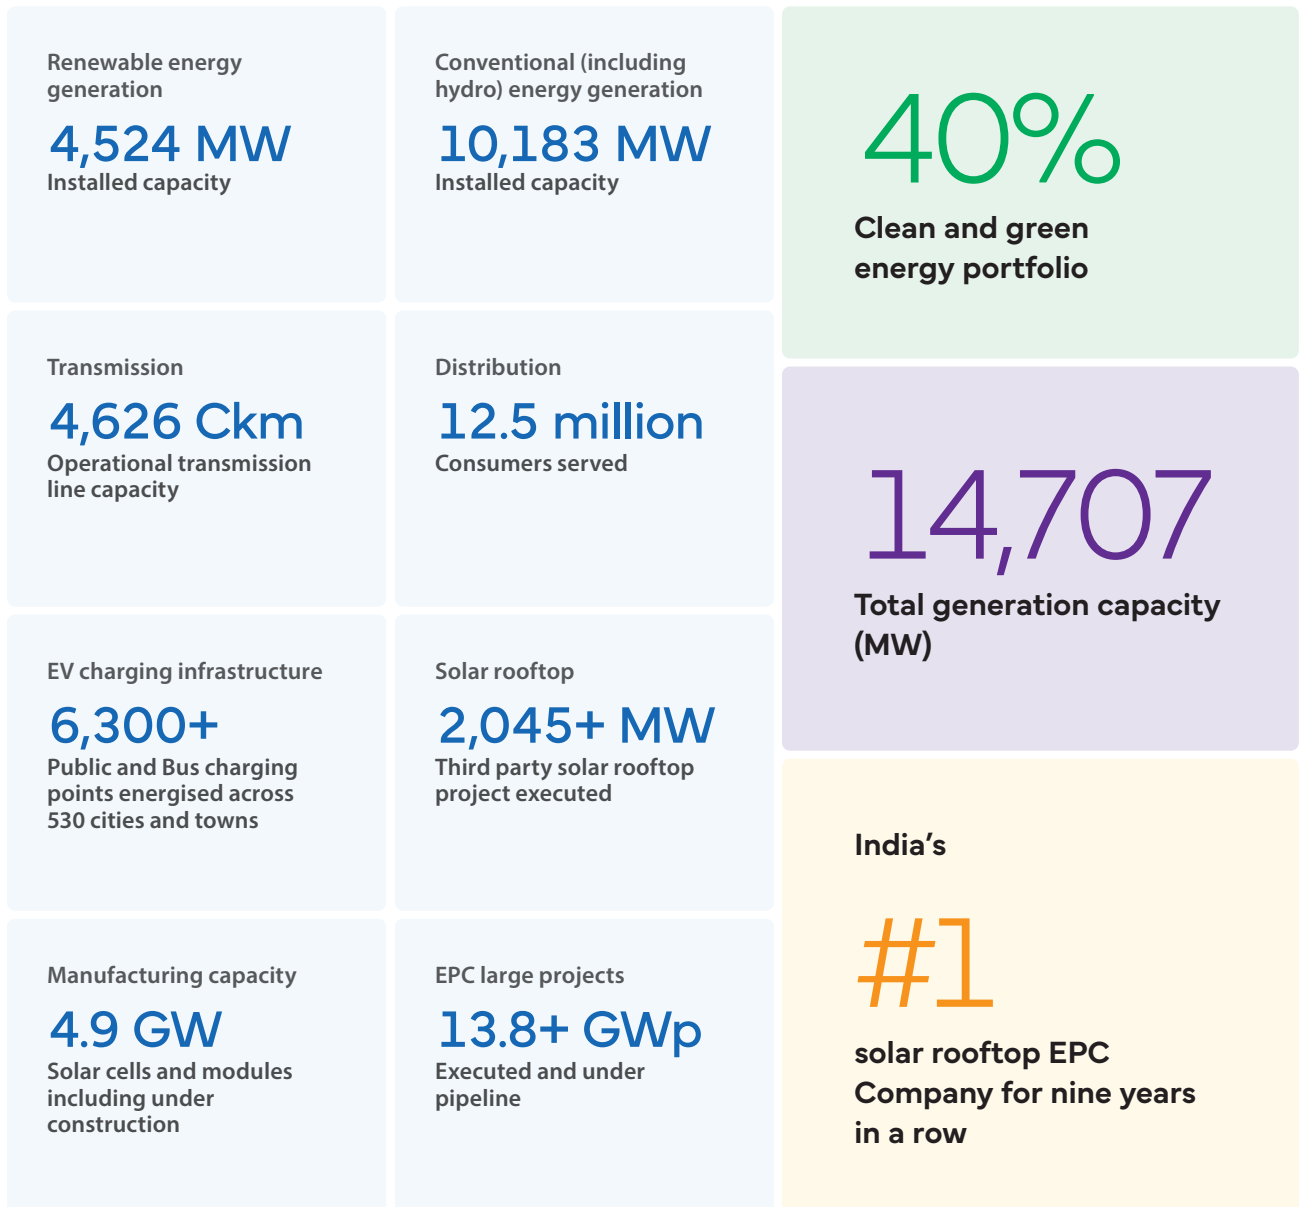 Renewable energy
generation
4,524 MW
Installed capacity
Conventional (including
hydro) energy generation
10,183 MW
Installed capacity
40%
Clean and green
energy portfolio
Transmission
4,626 Ckm
Operational transmission
line capacity
Distribution
12.5 million
Consumers served
14,707
Total generation capacity
(MW)
EV charging infrastructure
6,300+
Public and Bus charging
points energised across
530 cities and towns
Solar rooftop
2,045+ MW
Third party solar rooftop
project executed
India's
#1
solar rooftop EPC
Company for nine years
in a row
Manufacturing capacity
4.9 GW
Solar cells and modules
including under
construction
EPC large projects
13.8+ GWp
Executed and under
pipeline